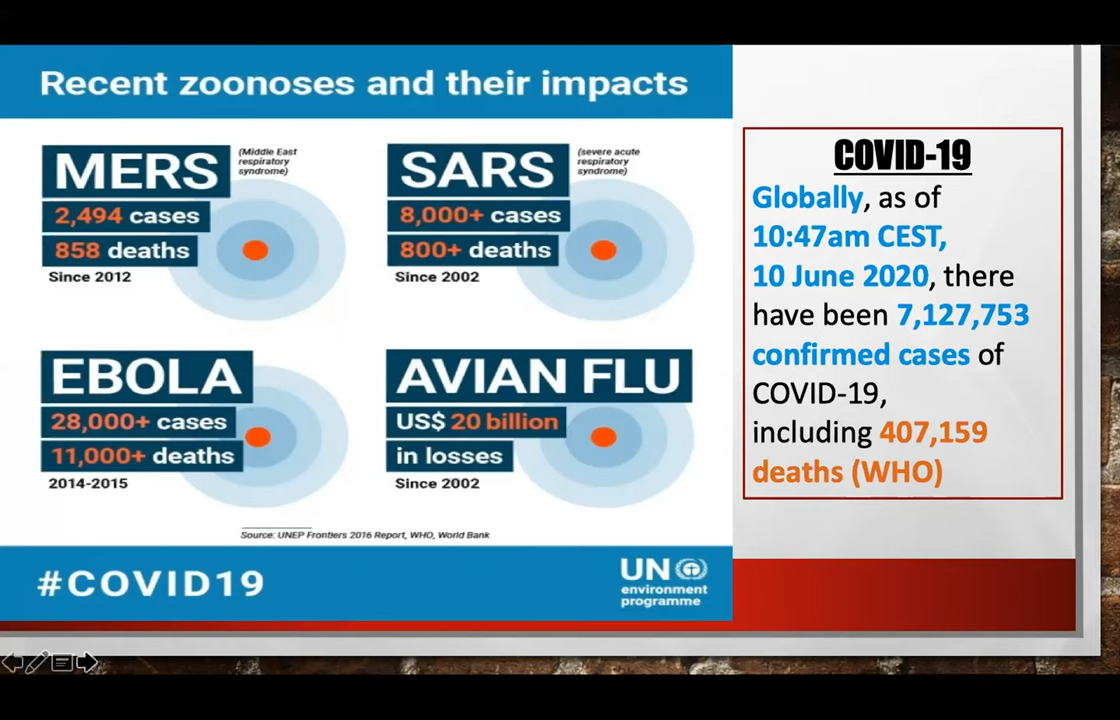 Recent zoonoses and their impacts
MERS
(Middle East
respiratory
syndrome)
2,494 cases
858 deaths
Since 2012
SARS
(severe acute
respiratory
syndrome)
8,000+ cases
800+ deaths
Since 2002
EBOLA
28,000+ cases
11,000+ deaths
2014-2015
AVIAN FLU
US$ 20 billion
in losses
Since 2002
Source: UNEP Frontiers 2016 Report, WHO, World Bank
#COVID19
UN
environment
programme
COVID-19
Globally, as of
10:47am CEST,
10 June 2020, there
have been 7,127,753
confirmed cases of
COVID-19,
including 407,159
deaths (WHO)